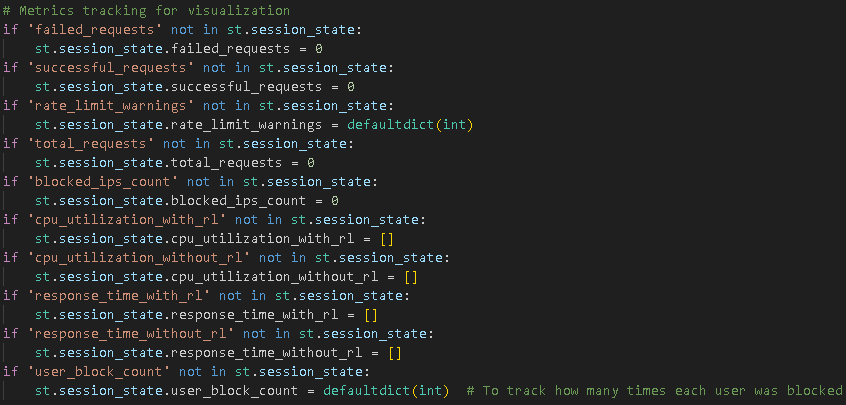 # Metrics tracking for visualization
if 'failed_requests' not in st.session_state:
    st.session_state.failed_requests = 0
if 'successful_requests' not in st.session_state:
    st.session_state.successful_requests = 0
if 'rate_limit_warnings' not in st.session_state:
    st.session_state.rate_limit_warnings = defaultdict(int)
if 'total_requests' not in st.session_state:
    st.session_state.total_requests = 0
if 'blocked_ips_count' not in st.session_state:
    st.session_state.blocked_ips_count = 0
if 'cpu_utilization_with_rl' not in st.session_state:
    st.session_state.cpu_utilization_with_rl = []
if 'cpu_utilization_without_rl' not in st.session_state:
    st.session_state.cpu_utilization_without_rl = []
if 'response_time_with_rl' not in st.session_state:
    st.session_state.response_time_with_rl = []
if 'response_time_without_rl' not in st.session_state:
    st.session_state.response_time_without_rl = []
if 'user_block_count' not in st.session_state:
    st.session_state.user_block_count = defaultdict(int)  # To track how many times each user was blocked